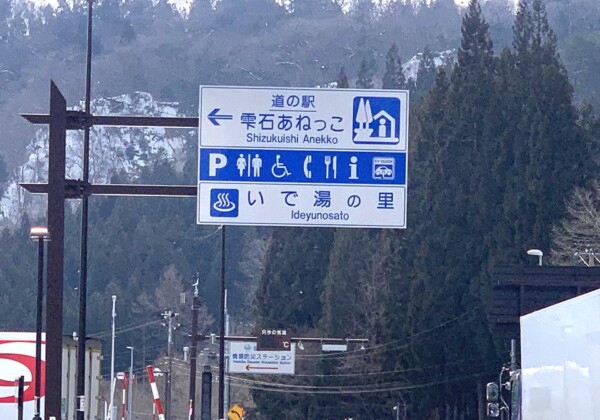 道の駅
雫石あねっこ
Shizukuishi Anekko
P
i
いで湯の里
Ideyunosato
℃